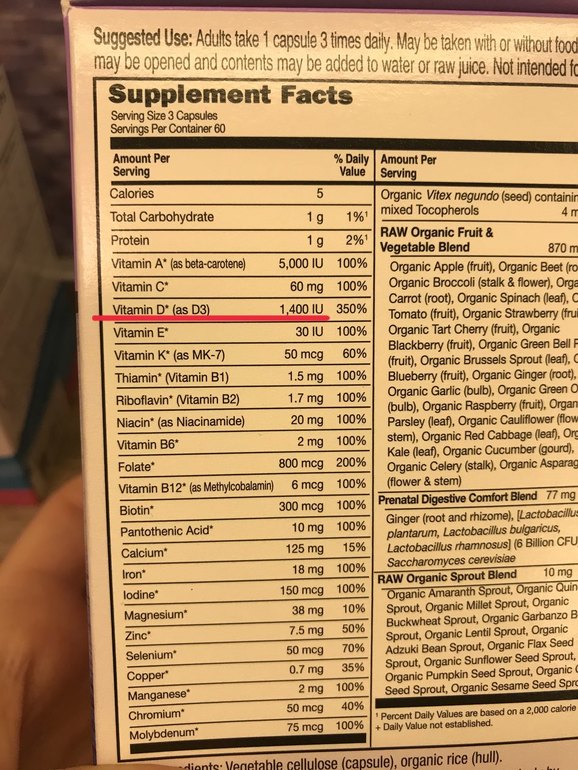 Suggested Use: Adults take 1 capsule 3 times daily. May be taken with or without food
may be opened and contents may be added to water or raw juice. Not intended
Supplement Facts
Serving Size 3 Capsules
Servings Per Container 60
Amount Per Serving % Daily Value
Calories 5
Total Carbohydrate 1 g 1%¹
Protein 1 g 2%¹
Vitamin A* (as beta-carotene) 5,000 IU 100%
Vitamin C* 60 mg 100%
Vitamin D* (as D3) 1,400 IU 350%
Vitamin E* 30 IU 100%
Vitamin K* (as MK-7) 50 mcg 60%
Thiamin* (Vitamin B1) 1.5 mg 100%
Riboflavin* (Vitamin B2) 1.7 mg 100%
Niacin* (as Niacinamide) 20 mg 100%
Vitamin B6* 2 mg 100%
Folate* 800 mcg 200%
Vitamin B12* (as Methylcobalamin) 6 mcg 100%
Biotin* 300 mcg 100%
Pantothenic Acid* 10 mg 100%
Calcium* 125 mg 15%
Iron* 18 mg 100%
Iodine* 150 mcg 100%
Magnesium* 38 mg 10%
Zinc* 7.5 mg 50%
Selenium* 50 mcg 70%
Copper* 0.7 mg 35%
Manganese* 2 mg 100%
Chromium* 50 mcg 40%
Molybdenum* 75 mcg 100%
Amount Per
Serving
Organic Vitex negundo (seed)
mixed Tocopherols 4
RAW Organic Fruit &
Vegetable Blend 870
Organic Apple (fruit), Organic Beet
Organic Broccoli (stalk & flower),
Carrot (root), Organic Spinach (leaf),
Tomato (fruit), Organic Strawberry
Organic Tart Cherry (fruit), Organic
Blackberry (fruit), Organic Green Bell
(fruit), Organic Brussels Sprout (leaf),
Blueberry (fruit), Organic Ginger (root),
Organic Garlic (bulb), Organic Green
(bulb), Organic Raspberry (fruit),
Parsley (leaf), Organic Cauliflower
stem), Organic Red Cabbage (leaf),
Kale (leaf), Organic Cucumber (gourd),
Organic Celery (stalk), Organic
(flower & stem)
Prenatal Digestive Comfort Blend 77 mg
Ginger (root and rhizome), [Lactobacillus
plantarum, Lactobacillus bulgaricus,
Lactobacillus rhamnosus] (6 Billion CFU
Saccharomyces cerevisiae
RAW Organic Sprout Blend 10 mg
Organic Amaranth Sprout, Organic
Sprout, Organic Millet Sprout, Organic
Buckwheat Sprout, Organic Garbanzo
Sprout, Organic Lentil Sprout, Organic
Adzuki Bean Sprout, Organic Flax Seed
Sprout, Organic Sunflower Seed Sprout,
Organic Pumpkin Seed Sprout, Organic
Seed Sprout, Organic Sesame Seed
¹ Percent Daily Values are based on a 2,000 calorie
+ Daily Value not established.
Vegetable cellulose (capsule), organic rice (hull).